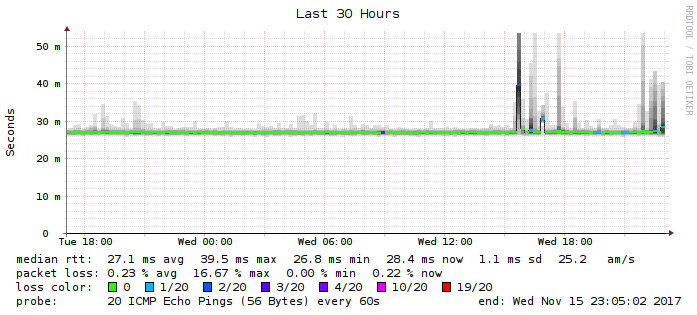 Last 30 Hours
RRDTOOL / TOBI OETIKER
Seconds
50 m
40 m
30 m
20 m
10 m
0
Tue 18:00 Wed 00:00 Wed 06:00 Wed 12:00 Wed 18:00
median rtt: 27.1 ms avg 39.5 ms max 26.8 ms min 28.4 ms now 1.1 ms sd 25.2 am/s
packet loss: 0.23 % avg 16.67 % max 0.00 % min 0.22 % now
loss color: 0 1/20 2/20 3/20 4/20 10/20 19/20
probe: 20 ICMP Echo Pings (56 Bytes) every 60s end: Wed Nov 15 23:05:02 2017